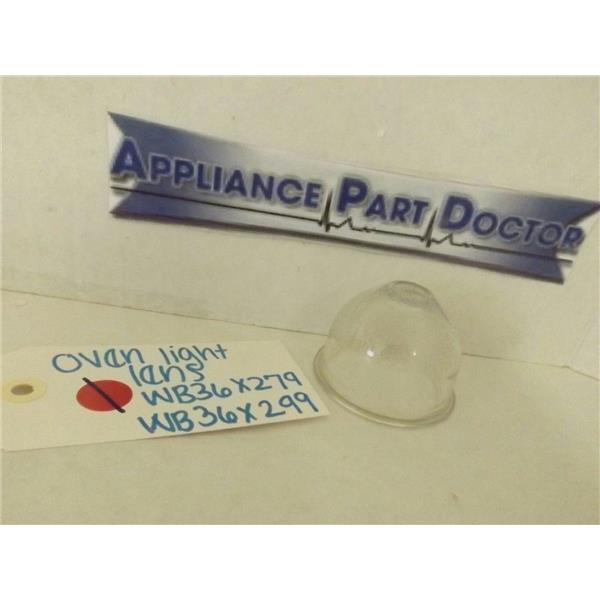 APPLIANCE PART DOCTOR
Oven light
lens
WB36X279
WB36X299